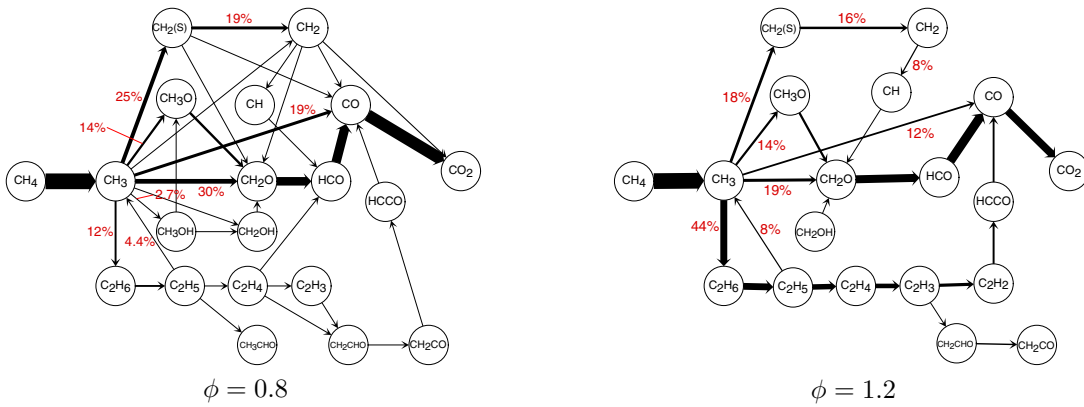 19%
CH2(S)
CH2
25%
CH3O
CH
19%
CO
14%
CH4
CH3
CH2O
HCO
CO2
30%
2.7%
HCCO
12%
CH3OH
4.4%
CH2OH
C2H6
C2H5
C2H4
C2H3
CH3CHO
CH2CHO
CH2CO
ϕ = 0.8
16%
CH2(S)
CH2
8%
18%
CH3O
CH
CO
12%
14%
CH4
CH3
CH2O
HCO
CO2
19%
HCCO
44%
8%
CH2OH
C2H6
C2H5
C2H4
C2H3
C2H2
CH2CHO
CH2CO
ϕ = 1.2